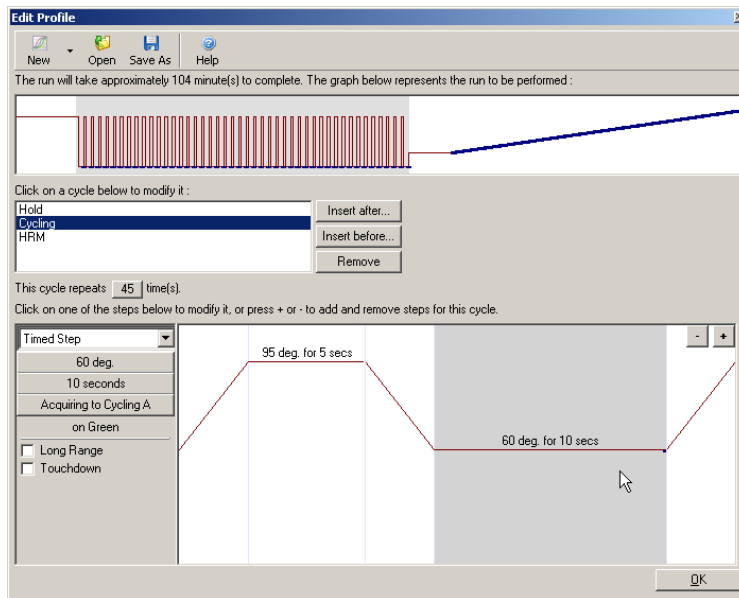 Edit Profile
New Open Save As Help
The run will take approximately 104 minute(s) to complete. The graph below represents the run to be performed :
Click on a cycle below to modify it :
Hold
Cycling
HRM
Insert after...
Insert before...
Remove
This cycle repeats 45 time(s).
Click on one of the steps below to modify it, or press + or - to add and remove steps for this cycle.
Timed Step
- +
60 deg.
10 seconds
Acquiring to Cycling A
on Green
Long Range
Touchdown
95 deg. for 5 secs
60 deg. for 10 secs
OK